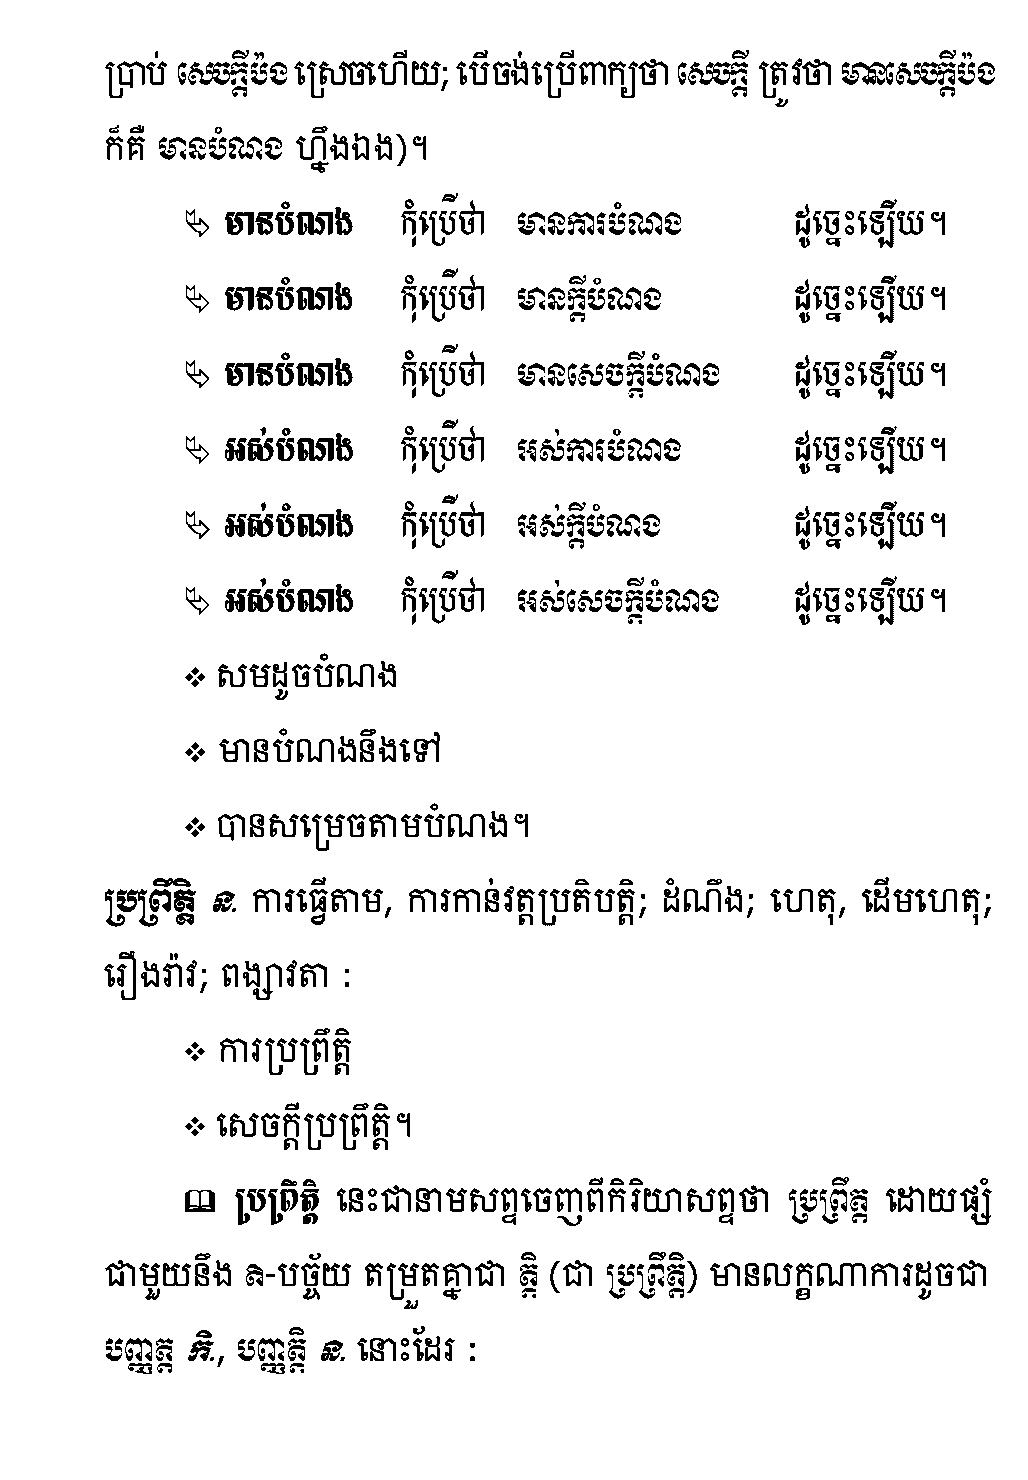 ប្រាប់ សេចក្តីប៉ង ស្រេចហើយ; បើចង់ប្រើពាក្យថា សេចក្តី ត្រូវថា មានសេចក្តីប៉ង
ក៏គឺ មានបំណង ហ្នឹងឯង)។
មានបំណង កុំប្រើថា មានការបំណង ដូច្នេះឡើយ។
មានបំណង កុំប្រើថា មានក្តីបំណង ដូច្នេះឡើយ។
មានបំណង កុំប្រើថា មានសេចក្តីបំណង ដូច្នេះឡើយ។
អស់បំណង កុំប្រើថា អស់ការបំណង ដូច្នេះឡើយ។
អស់បំណង កុំប្រើថា អស់ក្តីបំណង ដូច្នេះឡើយ។
អស់បំណង កុំប្រើថា អស់សេចក្តីបំណង ដូច្នេះឡើយ។
❖ សមដូចបំណង
❖ មានបំណងនឹងទៅ
❖ បានសម្រេចតាមបំណង។
ប្រព្រឹត្តិ ន. ការធ្វើតាម, ការកាន់វត្តប្រតិបត្តិ; ដំណឹង; ហេតុ, ដើមហេតុ;
រឿងរ៉ាវ; ពង្សាវតា :
❖ ការប្រព្រឹត្តិ
❖ សេចក្តីប្រព្រឹត្តិ។
ប្រព្រឹត្តិ នេះជានាមសព្ទចេញពីកិរិយាសព្ទថា ប្រព្រឹត្ត ដោយផ្សំ
ជាមួយនឹង តិ-បច្ច័យ តម្រួតគ្នាជា ត្តិ (ជា ប្រព្រឹត្តិ) មានលក្ខណាការដូចជា
បញ្ញត្ត កិ., បញ្ញត្តិ ន. នោះដែរ :